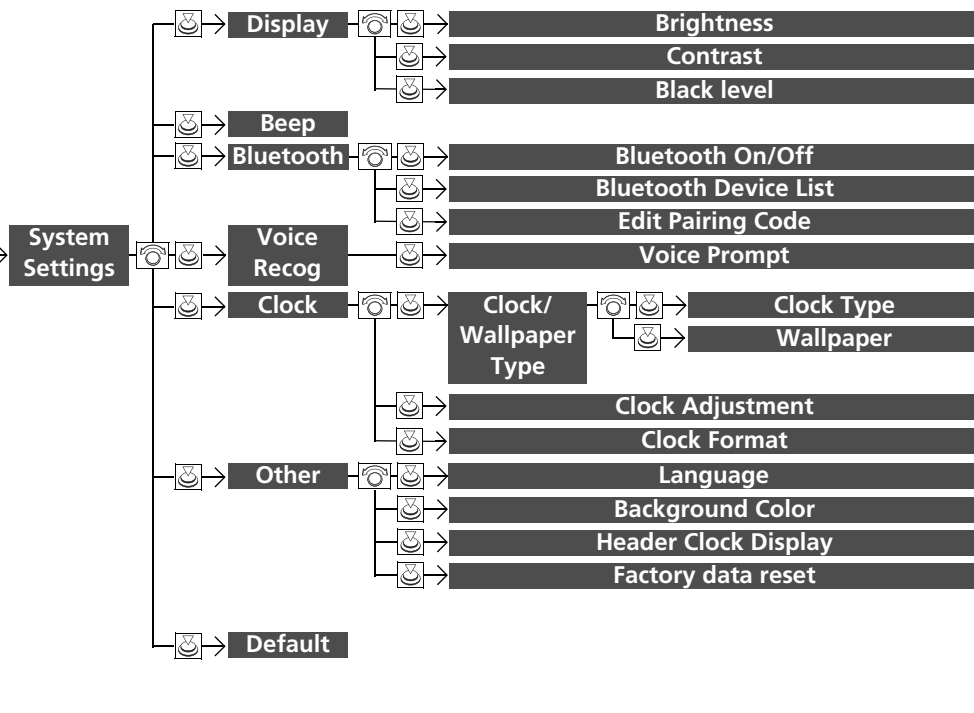 Display
Brightness
Contrast
Black level
Beep
Bluetooth
Bluetooth On/Off
Bluetooth Device List
Edit Pairing Code
System
Settings
Voice
Recog
Voice Prompt
Clock
Clock/
Wallpaper
Type
Clock Type
Wallpaper
Clock Adjustment
Clock Format
Other
Language
Background Color
Header Clock Display
Factory data reset
Default